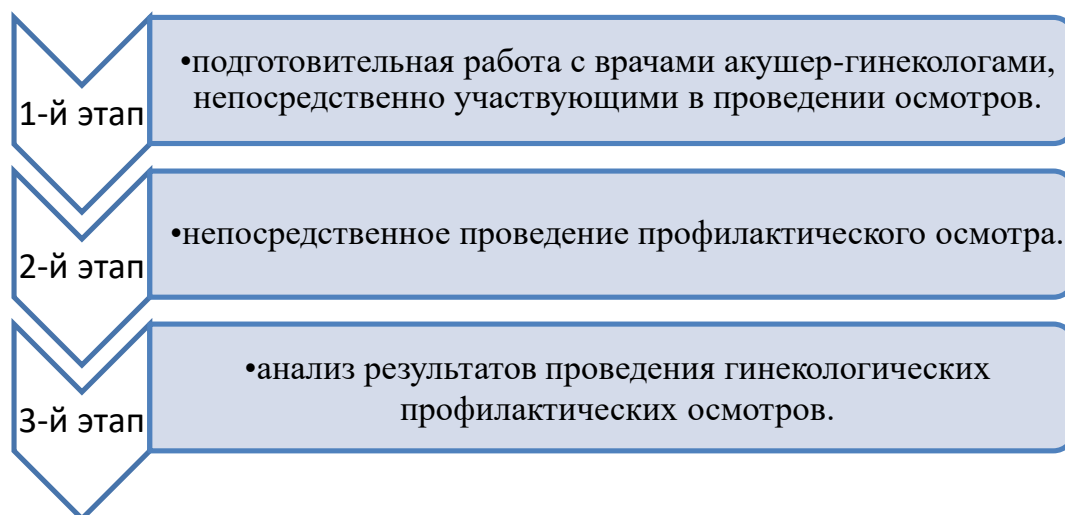 1-й этап
•подготовительная работа с врачами акушер-гинекологами,
непосредственно участвующими в проведении осмотров.
2-й этап
•непосредственное проведение профилактического осмотра.
3-й этап
•анализ результатов проведения гинекологических
профилактических осмотров.